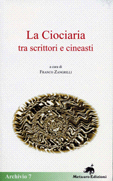 La Ciociaria
tra scrittori e cineasti
a cura di
Franco Zangrilli
Metauro Edizioni
Archivio 7